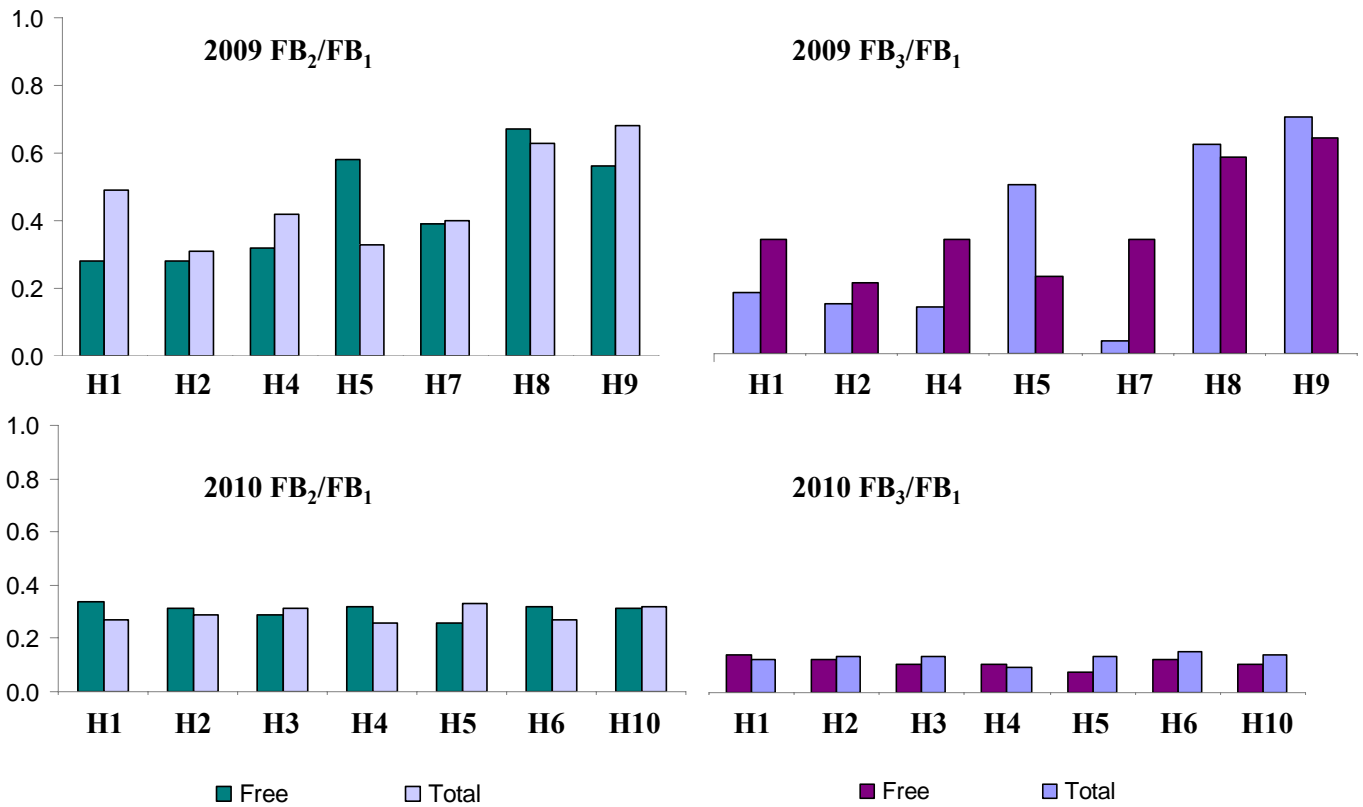 1.0
2009 FB₂/FB₁
2009 FB₃/FB₁
0.8
0.6
0.4
0.2
0.0
H1 H2 H4 H5 H7 H8 H9
H1 H2 H4 H5 H7 H8 H9
1.0
0.8
2010 FB₂/FB₁
2010 FB₃/FB₁
0.6
0.4
0.2
0.0
H1 H2 H3 H4 H5 H6 H10
H1 H2 H3 H4 H5 H6 H10
Free Total
Free Total